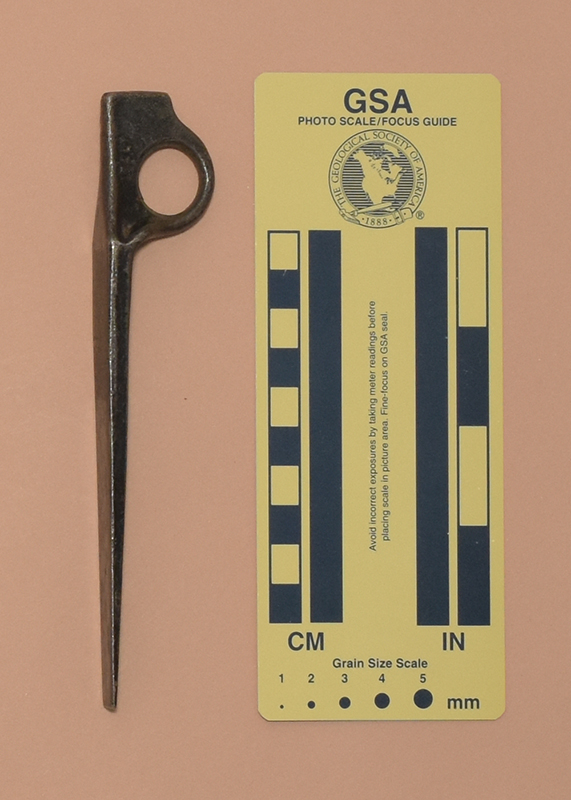 GSA
PHOTO SCALE/FOCUS GUIDE
THE GEOLOGICAL SOCIETY OF AMERICA
· 1888 ·
®
Avoid incorrect exposures by taking meter readings before
placing scale in picture area. Fine-focus on GSA seal.
CM
IN
Grain Size Scale
1 2 3 4 5
mm